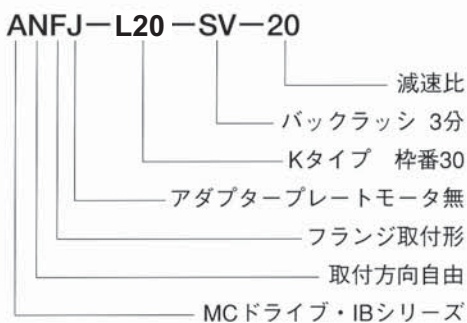 ANFJ－L20－SV－20
減速比
バックラッシ 3分
Kタイプ 枠番30
アダプタープレートモータ無
フランジ取付形
取付方向自由
MCドライブ・IBシリーズ